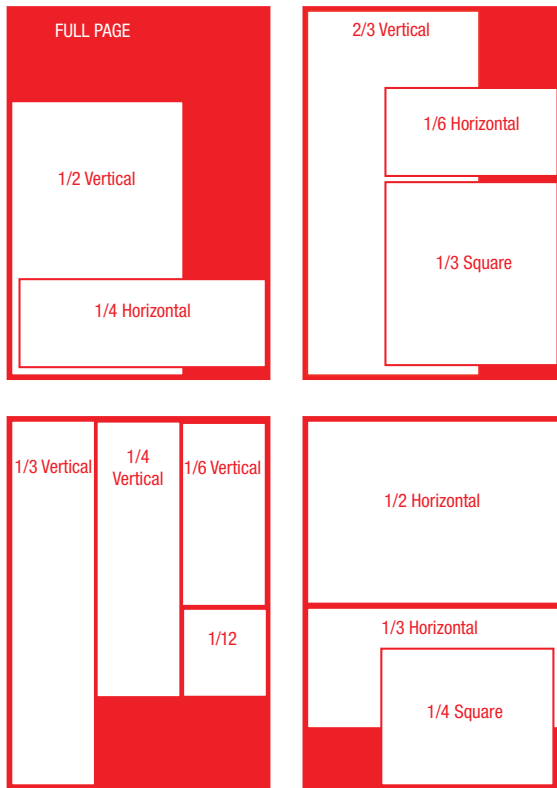 FULL PAGE
1/2 Vertical
1/4 Horizontal
2/3 Vertical
1/6 Horizontal
1/3 Square
1/3 Vertical
1/4
Vertical
1/6 Vertical
1/12
1/2 Horizontal
1/3 Horizontal
1/4 Square